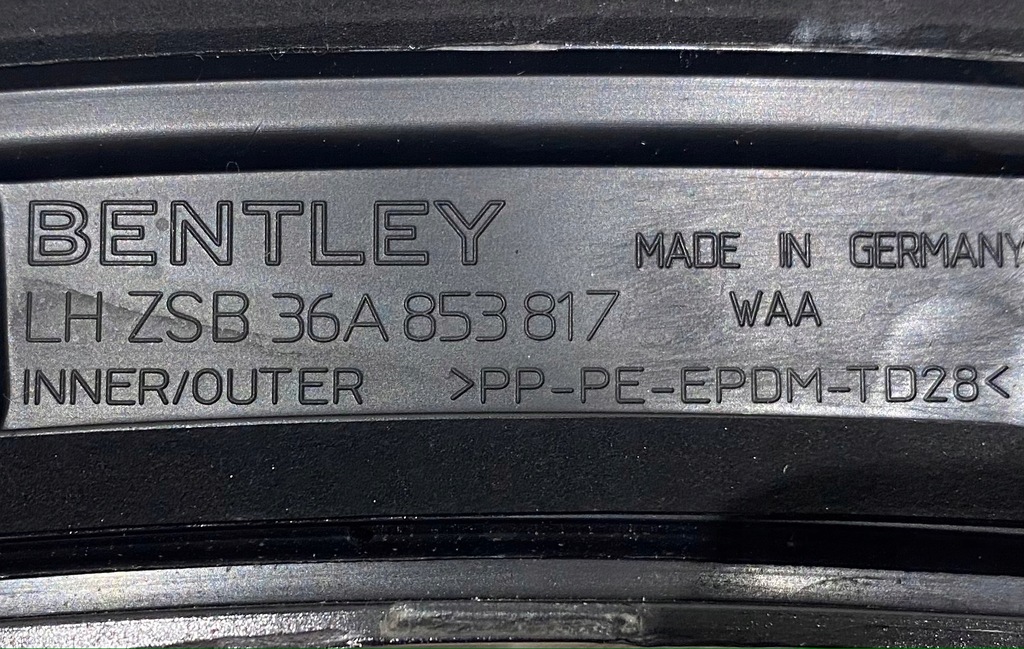 BENTLEY
MADE IN GERMANY
LH ZSB 36A 853 817
WAA
INNER/OUTER >PP-PE-EPDM-TD28<